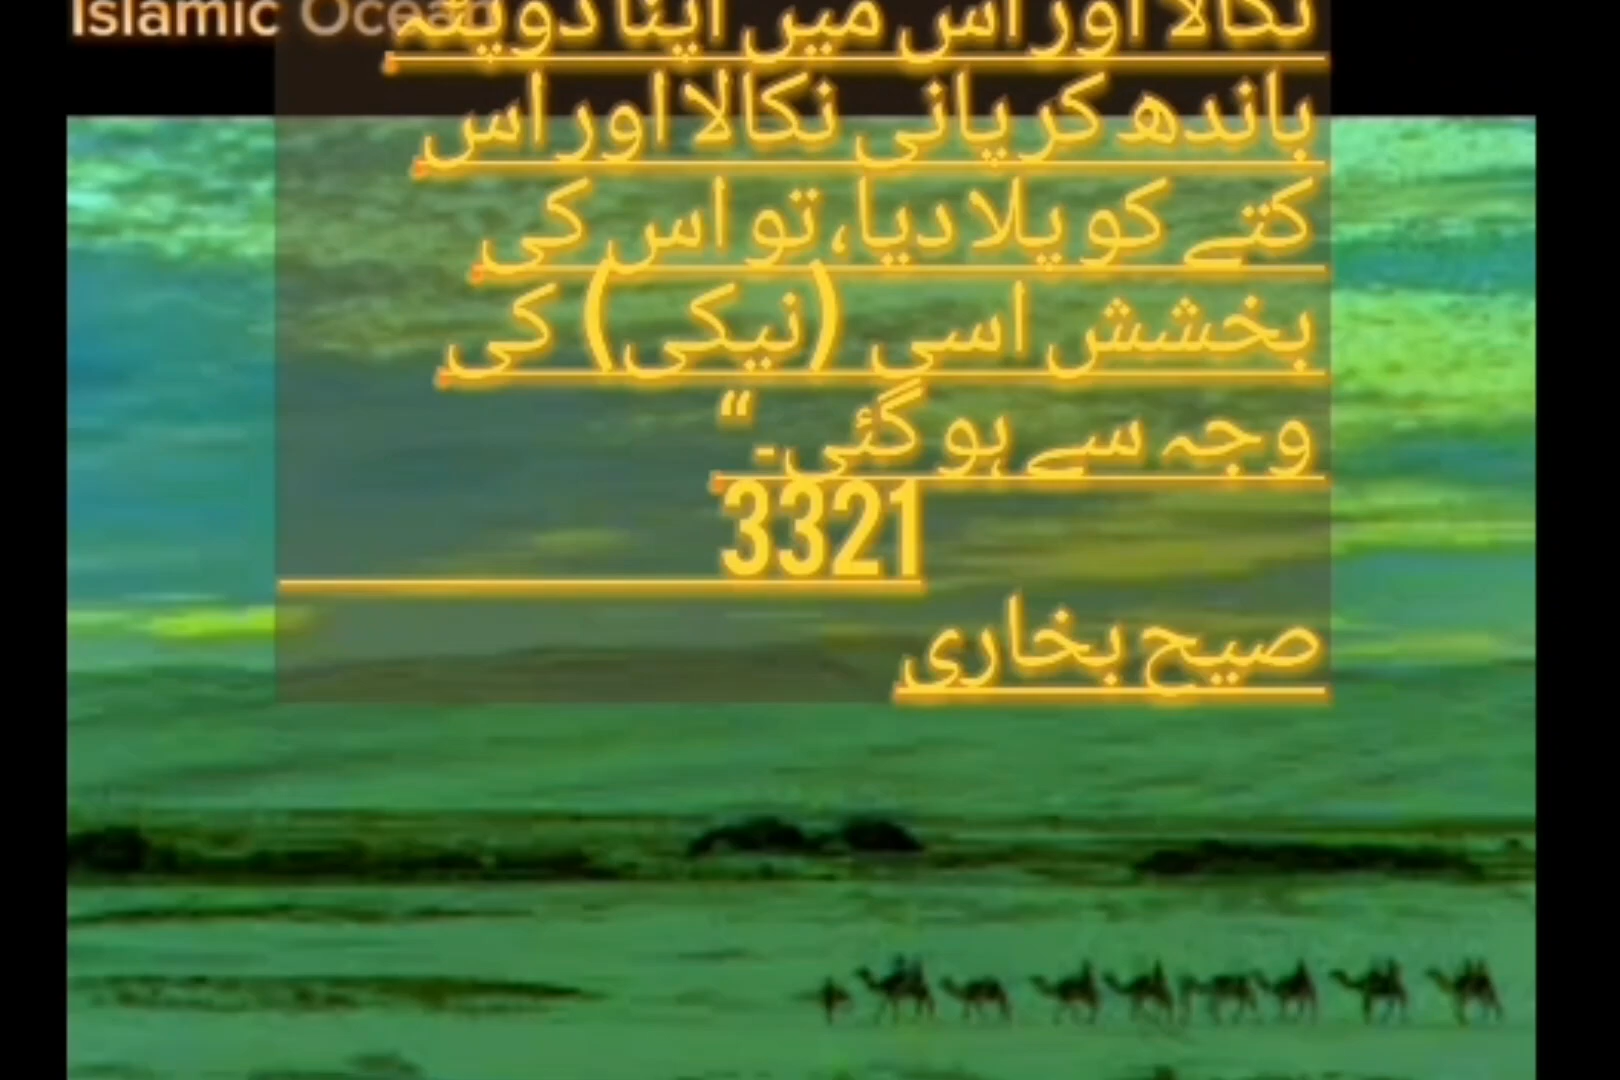 Islamic Ocean
نکالا اور اس میں اپنا دوپٹہ
باندھ کر پانی نکالا اور اس
کتے کو پلا دیا، تو اس کی
بخشش اسی (نیکی) کی
وجہ سے ہو گئی۔“
3321
صیح بخاری